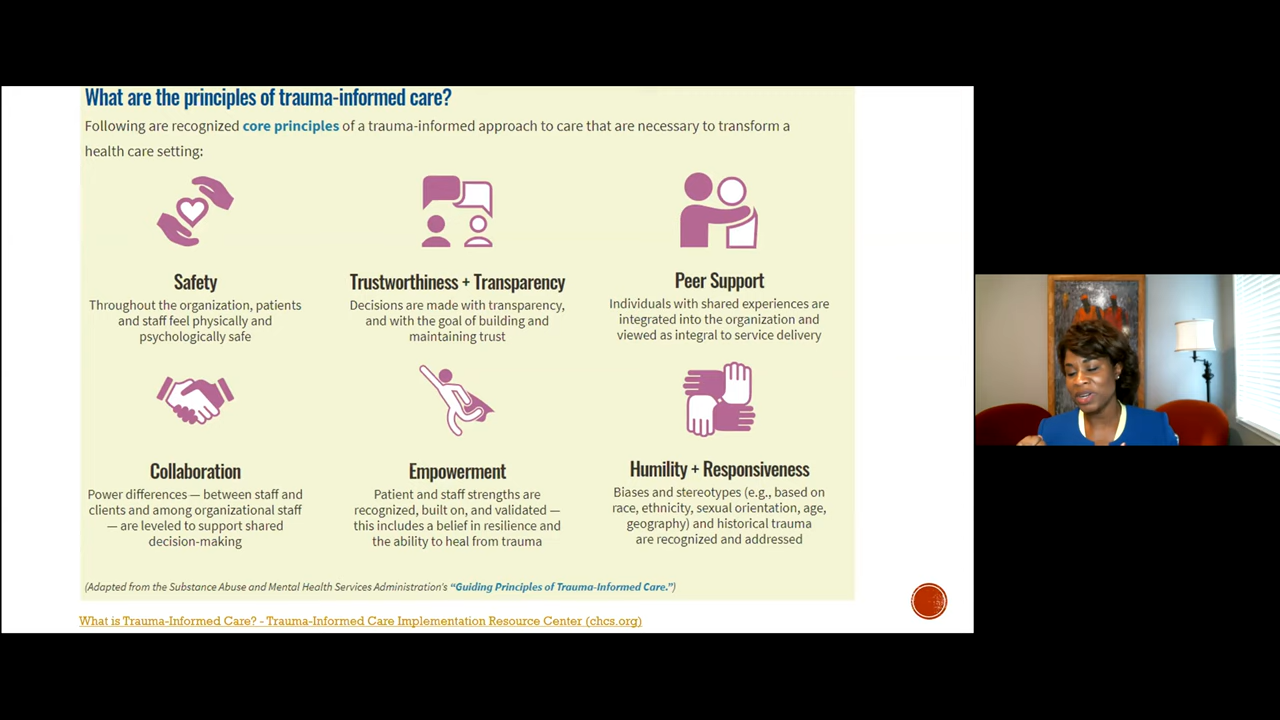 What are the principles of trauma-informed care?
Following are recognized core principles of a trauma-informed approach to care that are necessary to transform a
health care setting:
Safety
Throughout the organization, patients
and staff feel physically and
psychologically safe
Trustworthiness + Transparency
Decisions are made with transparency,
and with the goal of building and
maintaining trust
Peer Support
Individuals with shared experiences are
integrated into the organization and
viewed as integral to service delivery
Collaboration
Power differences — between staff and
clients and among organizational staff
— are leveled to support shared
decision-making
Empowerment
Patient and staff strengths are
recognized, built on, and validated —
this includes a belief in resilience and
the ability to heal from trauma
Humility + Responsiveness
Biases and stereotypes (e.g., based on
race, ethnicity, sexual orientation, age,
geography) and historical trauma
are recognized and addressed
(Adapted from the Substance Abuse and Mental Health Services Administration's “Guiding Principles of Trauma-Informed Care.”)
What is Trauma-Informed Care? - Trauma-Informed Care Implementation Resource Center (chcs.org)